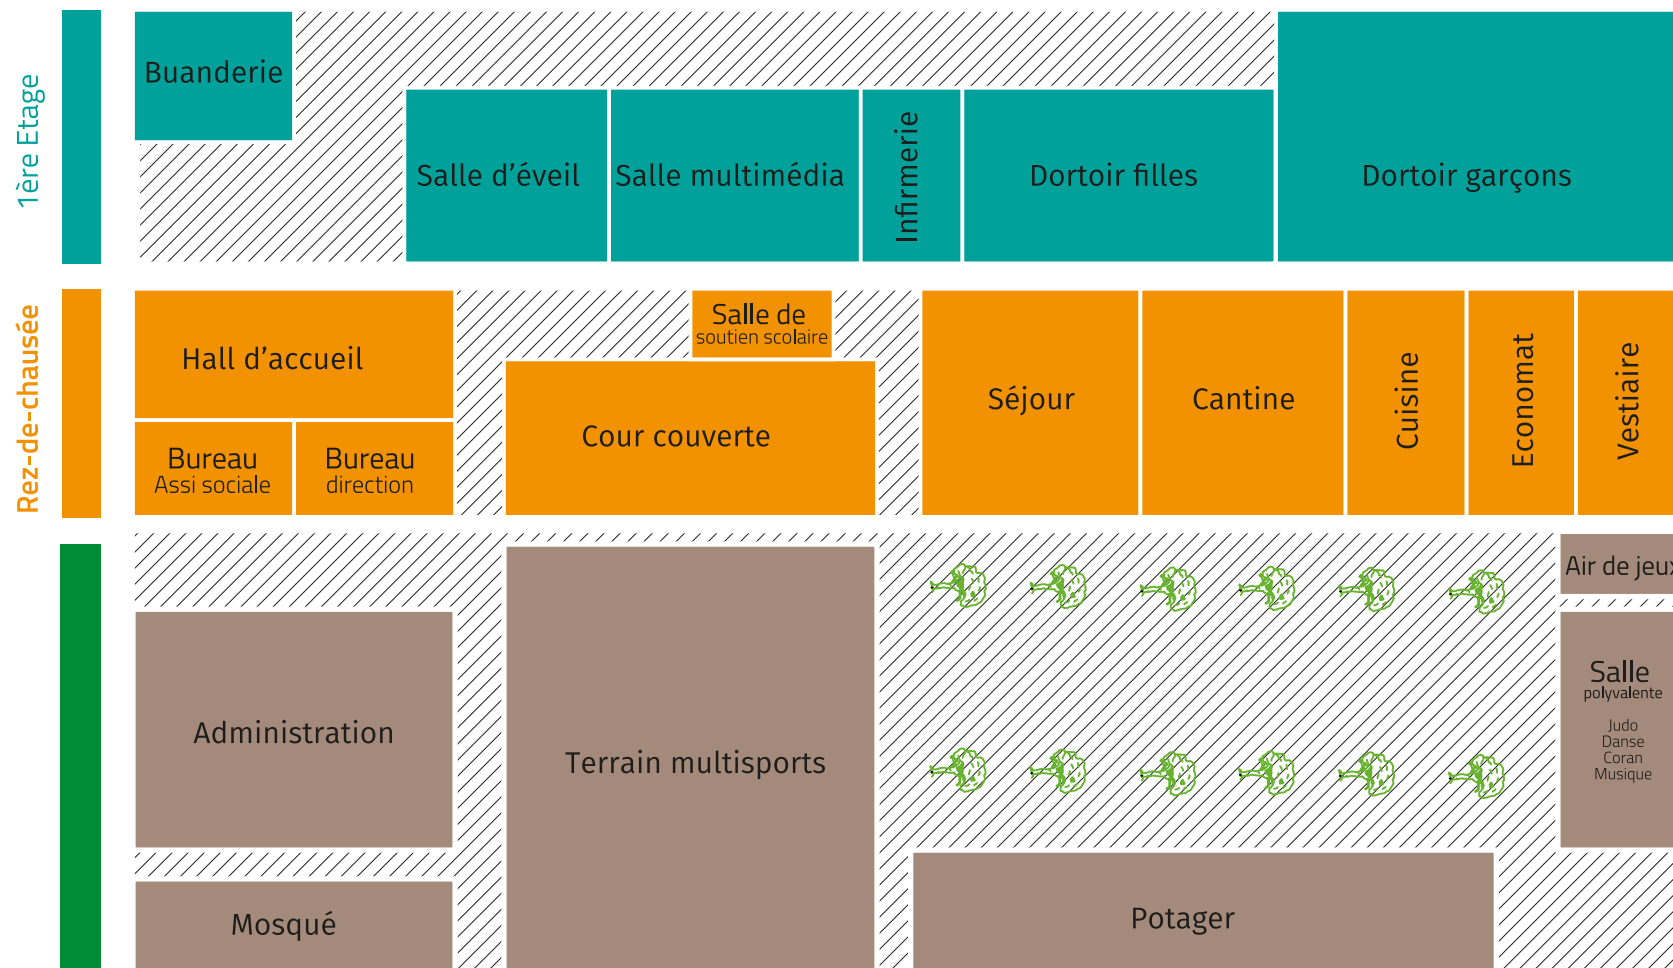 1ère Etage
Buanderie
Salle d'éveil
Salle multimédia
Infirmerie
Dortoir filles
Dortoir garçons
Rez-de-chausée
Hall d'accueil
Bureau
Assi sociale
Bureau
direction
Salle de
soutien scolaire
Cour couverte
Séjour
Cantine
Cuisine
Economat
Vestiaire
Administration
Mosqué
Terrain multisports
Potager
Air de jeux
Salle
polyvalente
Judo
Danse
Coran
Musique